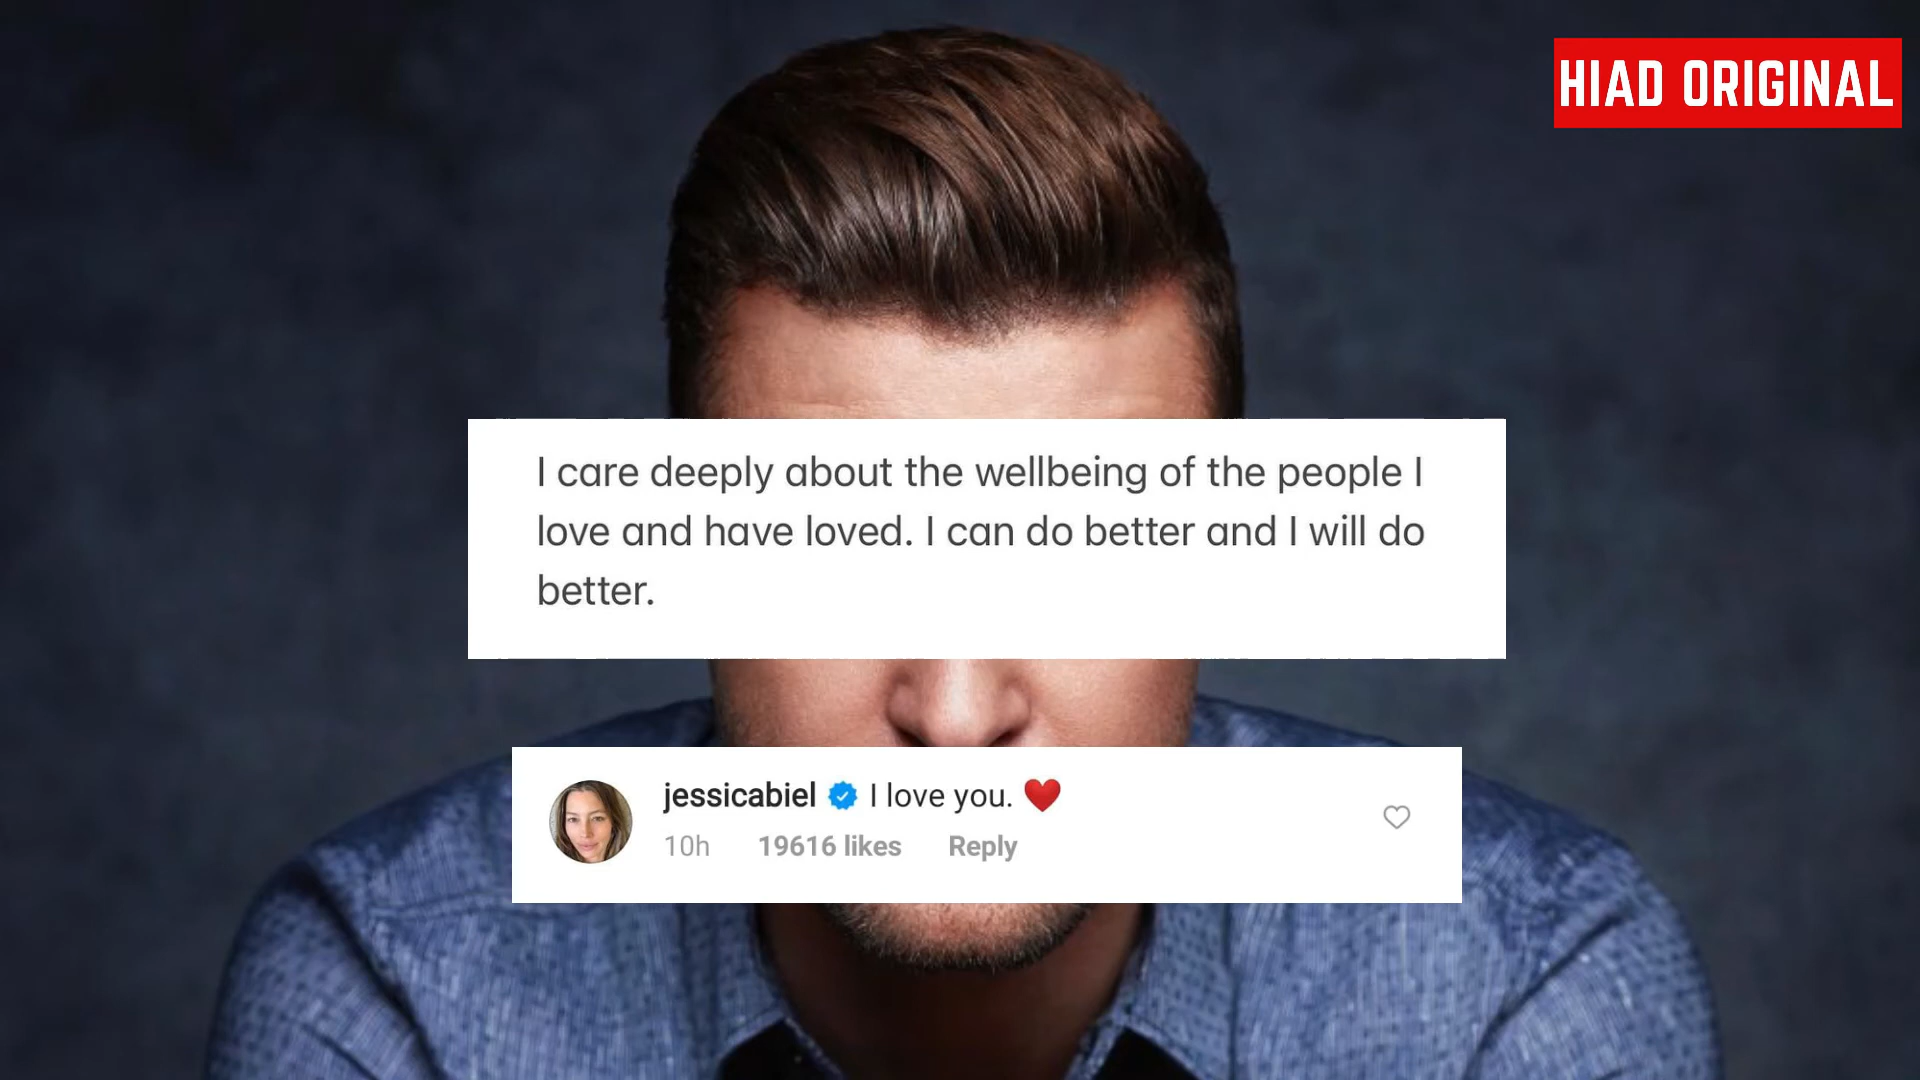 HIAD ORIGINAL
I care deeply about the wellbeing of the people I
love and have loved. I can do better and I will do
better.
jessicabiel I love you. ❤️
10h 19616 likes Reply